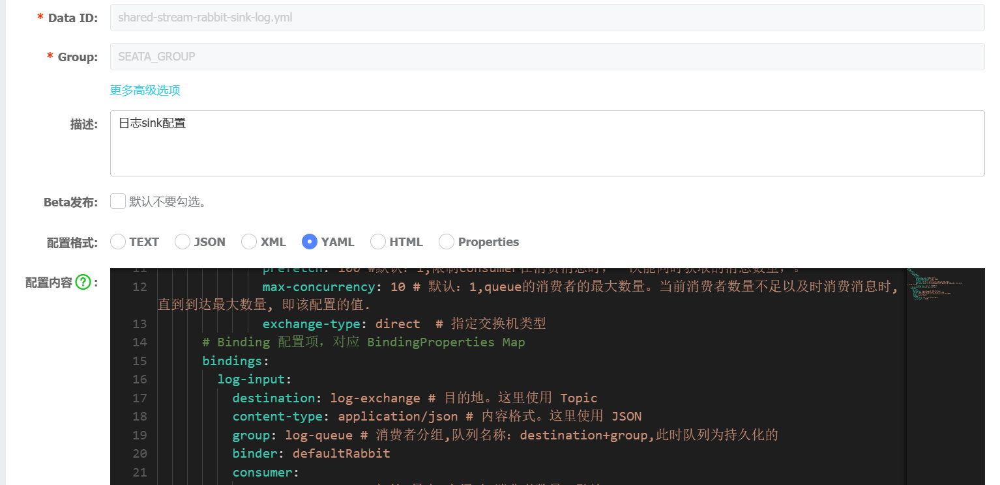 * Data ID: shared-stream-rabbit-sink-log.yml
* Group: SEATA_GROUP
更多高级选项
描述: 日志sink配置
Beta发布: 默认不要勾选。
配置格式: TEXT JSON XML YAML HTML Properties
配置内容 ? :
11 prefetch: 100 #默认: 1,限制consumer在消费消息时,一次能同时获取的消息数量,。
12 max-concurrency: 10 # 默认: 1,queue的消费者的最大数量。当前消费者数量不足以及时消费消息时,
直到到达最大数量, 即该配置的值.
13 exchange-type: direct # 指定交换机类型
14 # Binding 配置项，对应 BindingProperties Map
15 bindings:
16 log-input:
17 destination: log-exchange # 目的地。这里使用 Topic
18 content-type: application/json # 内容格式。这里使用 JSON
19 group: log-queue # 消费者分组,队列名称: destination+group,此时队列为持久化的
20 binder: defaultRabbit
21 consumer: